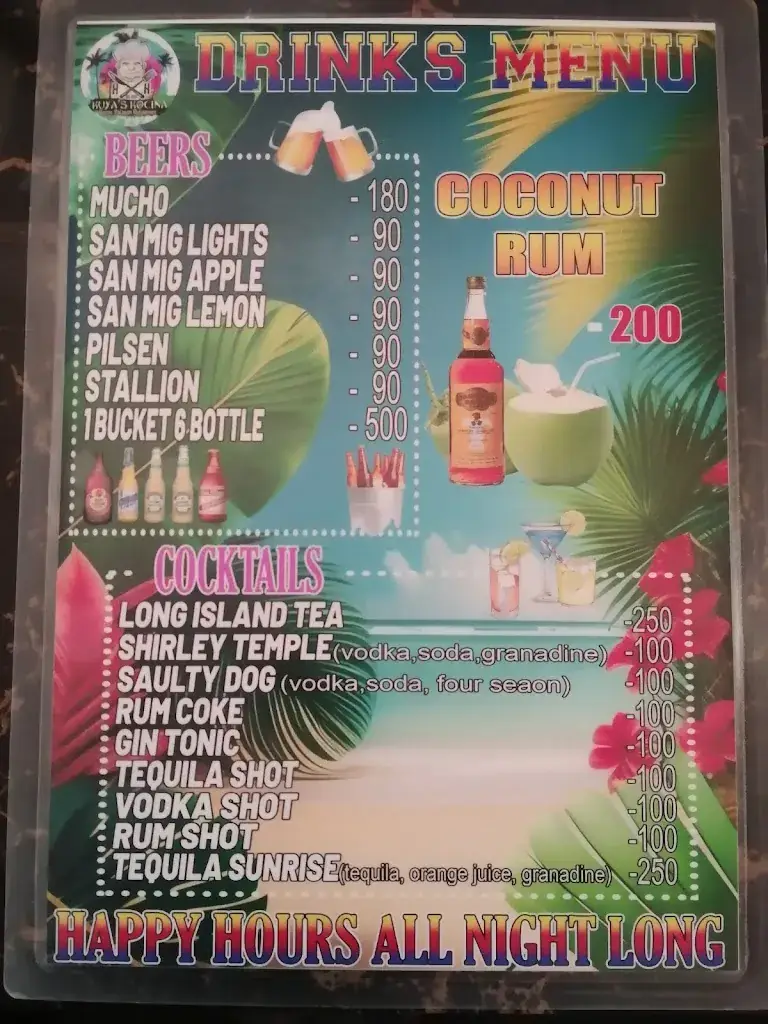 DRINKS MENU
KUYA'S KOCINA
BEERS
MUCHO - 180
SAN MIG LIGHTS - 90
SAN MIG APPLE - 90
SAN MIG LEMON - 90
PILSEN - 90
STALLION - 90
1 BUCKET 6 BOTTLE - 500
COCONUT
RUM
- 200
COCKTAILS
LONG ISLAND TEA -250
SHIRLEY TEMPLE (vodka,soda,granadine) -100
SAULTY DOG (vodka,soda, four seaon) -100
RUM COKE -100
GIN TONIC -100
TEQUILA SHOT -100
VODKA SHOT -100
RUM SHOT -100
TEQUILA SUNRISE (tequila, orange juice, granadine) -250
HAPPY HOURS ALL NIGHT LONG